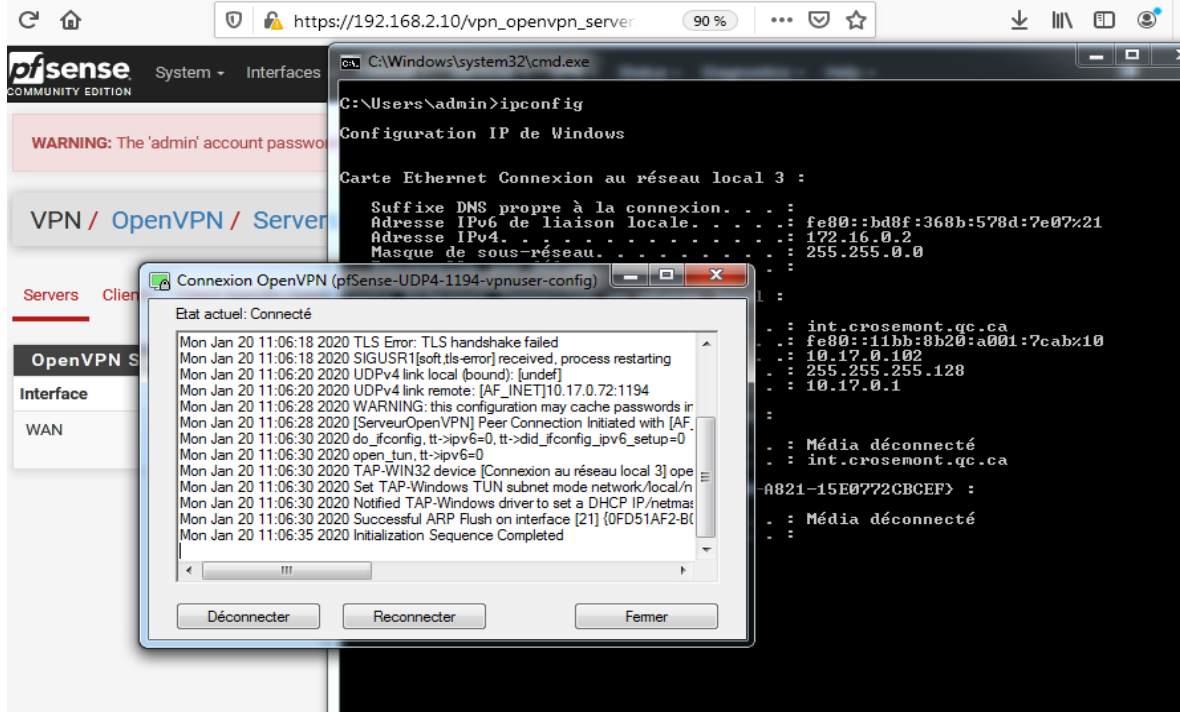 https://192.168.2.10/vpn_openvpn_server
90 %
pfsense
COMMUNITY EDITION
System
Interfaces
WARNING: The 'admin' account
VPN / OpenVPN / Server
Servers
OpenVPN
Interface
WAN
C:\Windows\system32\cmd.exe
C:\Users\admin>ipconfig
Configuration IP de Windows
Carte Ethernet Connexion au réseau local 3 :
Suffixe DNS propre à la connexion. . . :
Adresse IPv6 de liaison locale. . . . .: fe80::bd8f:368b:578d:7e07%21
Adresse IPv4. . . . . . . . . . . . . .: 172.16.0.2
Masque de sous-réseau. . . . . . . . . : 255.255.0.0
. :
l :
. . : int.crosemont.qc.ca
. .: fe80::11bb:8b20:a001:7cab%10
. .: 10.17.0.102
. . : 255.255.255.128
. : 10.17.0.1
:
. . : Média déconnecté
. : int.crosemont.qc.ca
-A821-15E0772CBCEF> :
. . : Média déconnecté
. :
Connexion OpenVPN (pfSense-UDP4-1194-vpnuser-config)
Etat actuel: Connecté
Mon Jan 20 11:06:18 2020 TLS Error: TLS handshake failed
Mon Jan 20 11:06:18 2020 SIGUSR1[soft,tls-error] received, process restarting
Mon Jan 20 11:06:20 2020 UDPv4 link local (bound): [undef]
Mon Jan 20 11:06:20 2020 UDPv4 link remote: [AF_INET]10.17.0.72:1194
Mon Jan 20 11:06:28 2020 WARNING: this configuration may cache passwords in
Mon Jan 20 11:06:28 2020 [ServeurOpenVPN] Peer Connection Initiated with [AF_
Mon Jan 20 11:06:30 2020 do_ifconfig, tt->ipv6=0, tt->did_ifconfig_ipv6_setup=0
Mon Jan 20 11:06:30 2020 open_tun, tt->ipv6=0
Mon Jan 20 11:06:30 2020 TAP-WIN32 device [Connexion au réseau local 3] ope
Mon Jan 20 11:06:30 2020 Set TAP-Windows TUN subnet mode network/local/n
Mon Jan 20 11:06:30 2020 Notified TAP-Windows driver to set a DHCP IP/netmas
Mon Jan 20 11:06:30 2020 Successful ARP Flush on interface [21] {0FD51AF2-B0
Mon Jan 20 11:06:35 2020 Initialization Sequence Completed
Déconnecter
Reconnecter
Fermer